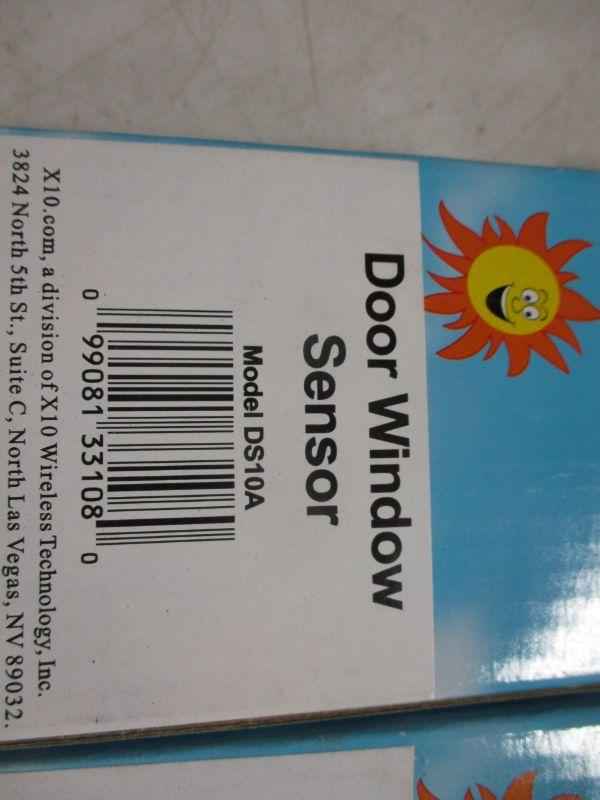 Door Window
Sensor
Model DS10A
0 99081 33108 0
X10.com, a division of X10 Wireless Technology, Inc.
3824 North 5th St., Suite C, North Las Vegas, NV 89032.